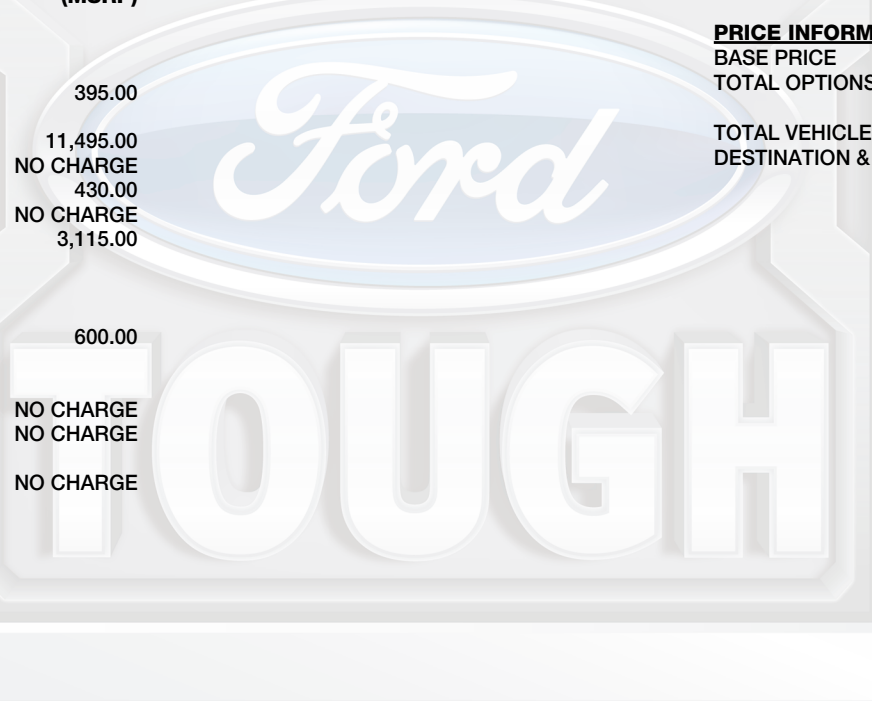 (MSRP)
395.00
11,495.00
NO CHARGE
430.00
NO CHARGE
3,115.00
600.00
NO CHARGE
NO CHARGE
NO CHARGE
PRICE INFORM
BASE PRICE
TOTAL OPTIONS
TOTAL VEHICLE
DESTINATION &
Ford
TOUGH